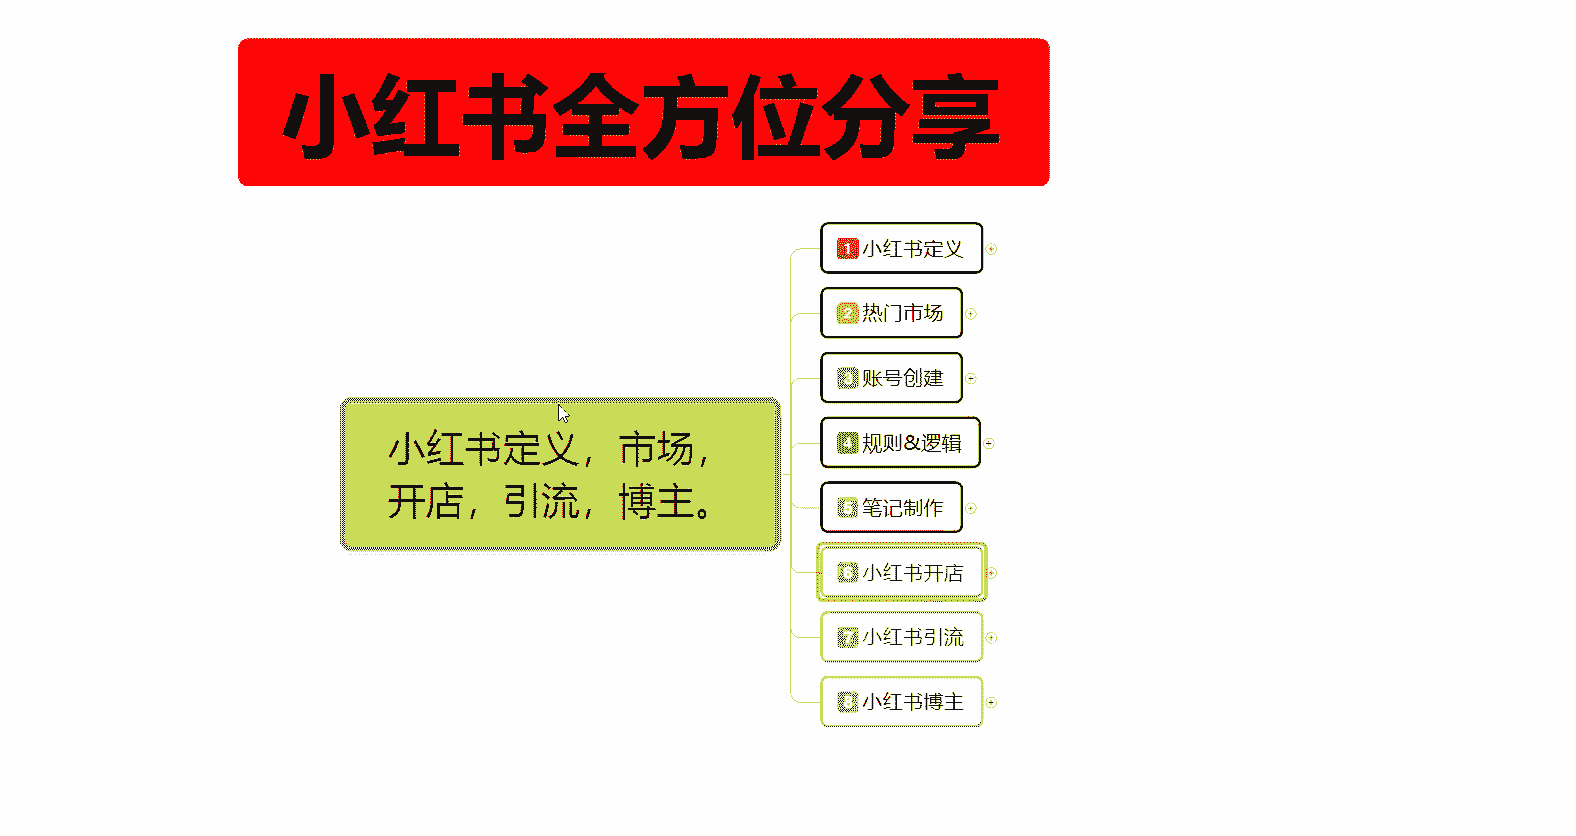 小红书全方位分享
小红书定义，市场，
开店，引流，博主。
1 小红书定义
2 热门市场
3 账号创建
4 规则&逻辑
5 笔记制作
6 小红书开店
7 小红书引流
8 小红书博主